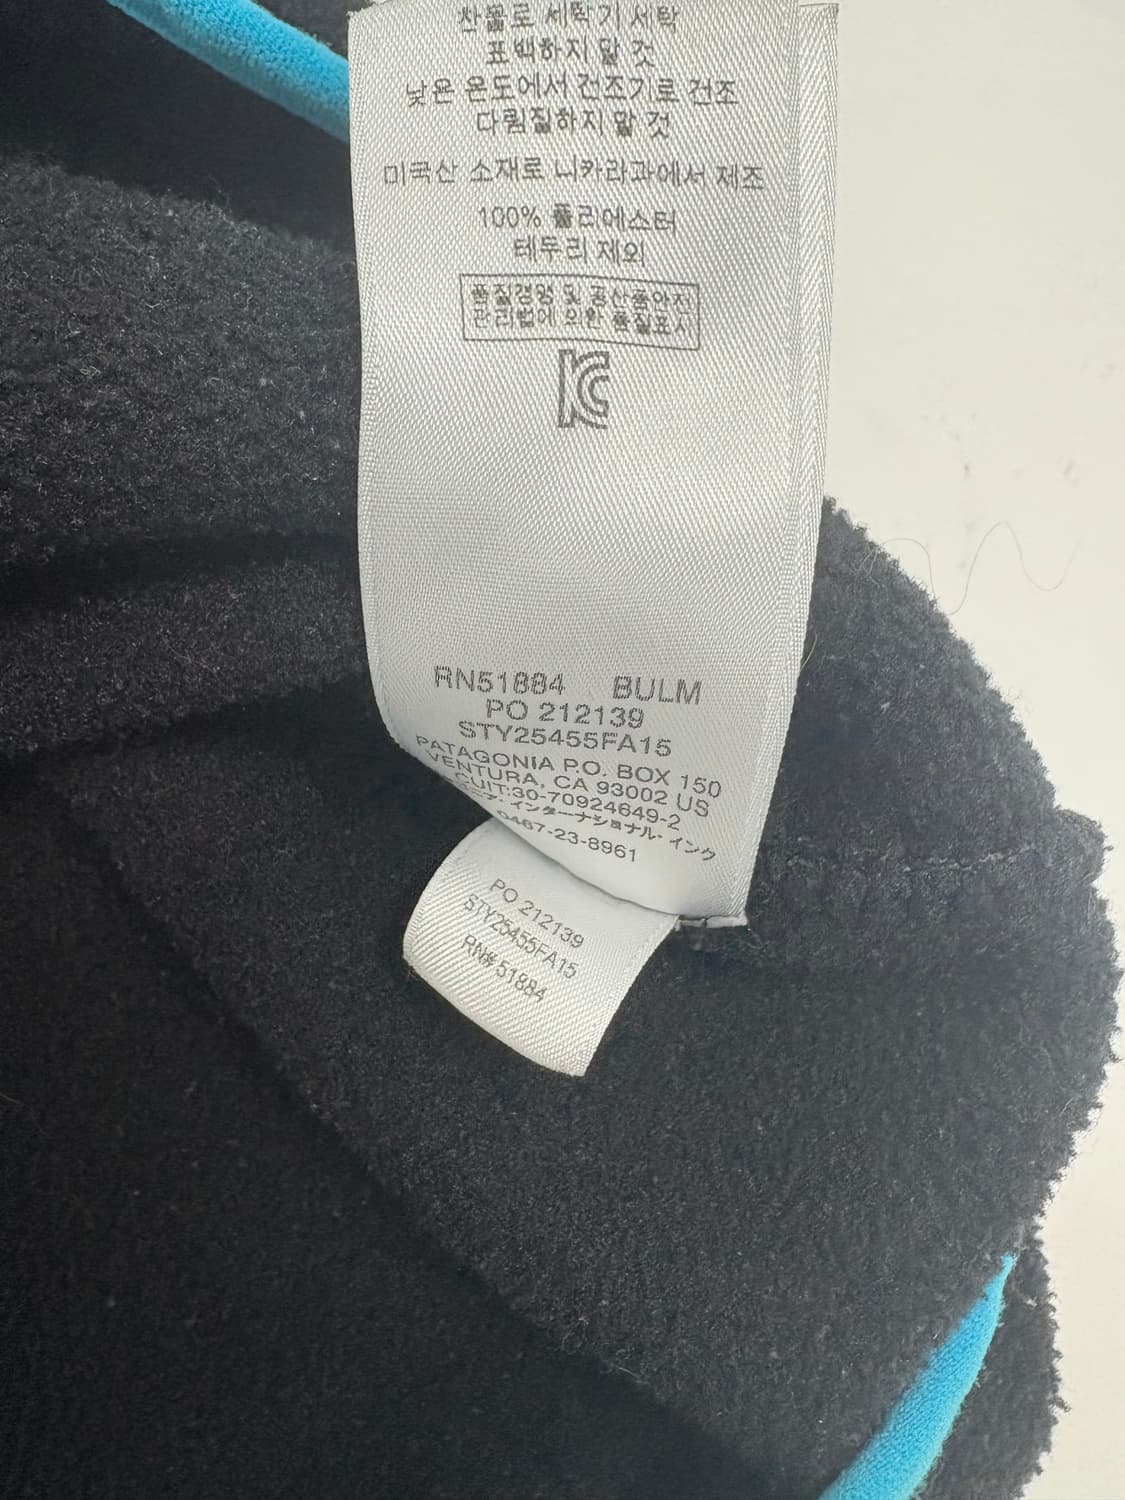 찬물로 세탁기 세탁
표백하지 말 것
낮은 온도에서 건조기로 건조
다림질하지 말 것
미국산 소재로 니카라과에서 제조
100% 폴리에스터
테두리 제외
품질경영 및 공산품안전
관리법에 의한 품질표시
KC
RN51884 BULM
PO 212139
STY25455FA15
PATAGONIA P.O. BOX 150
VENTURA, CA 93002 US
CUIT:30-70924649-2
インターナショナル・インク
0467-23-8961
PO 212139
STY25455FA15
RN# 51884